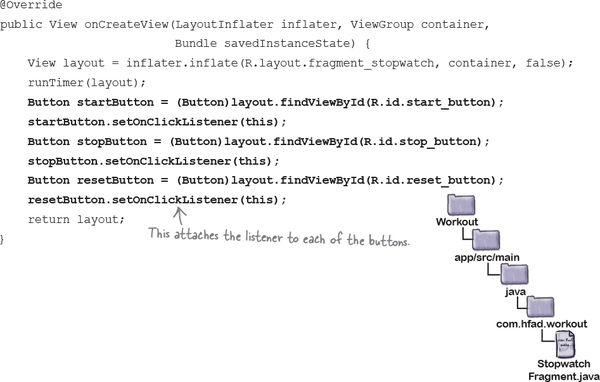 @Override
public View onCreateView(LayoutInflater inflater, ViewGroup container,
Bundle savedInstanceState) {
View layout = inflater.inflate(R.layout.fragment_stopwatch, container, false);
runTimer(layout);
Button startButton = (Button)layout.findViewById(R.id.start_button);
startButton.setOnClickListener(this);
Button stopButton = (Button)layout.findViewById(R.id.stop_button);
stopButton.setOnClickListener(this);
Button resetButton = (Button)layout.findViewById(R.id.reset_button);
resetButton.setOnClickListener(this);
return layout;
This attaches the listener to each of the buttons.
}
Workout
app/src/main
java
com.hfad.workout
Stopwatch
Fragment.java